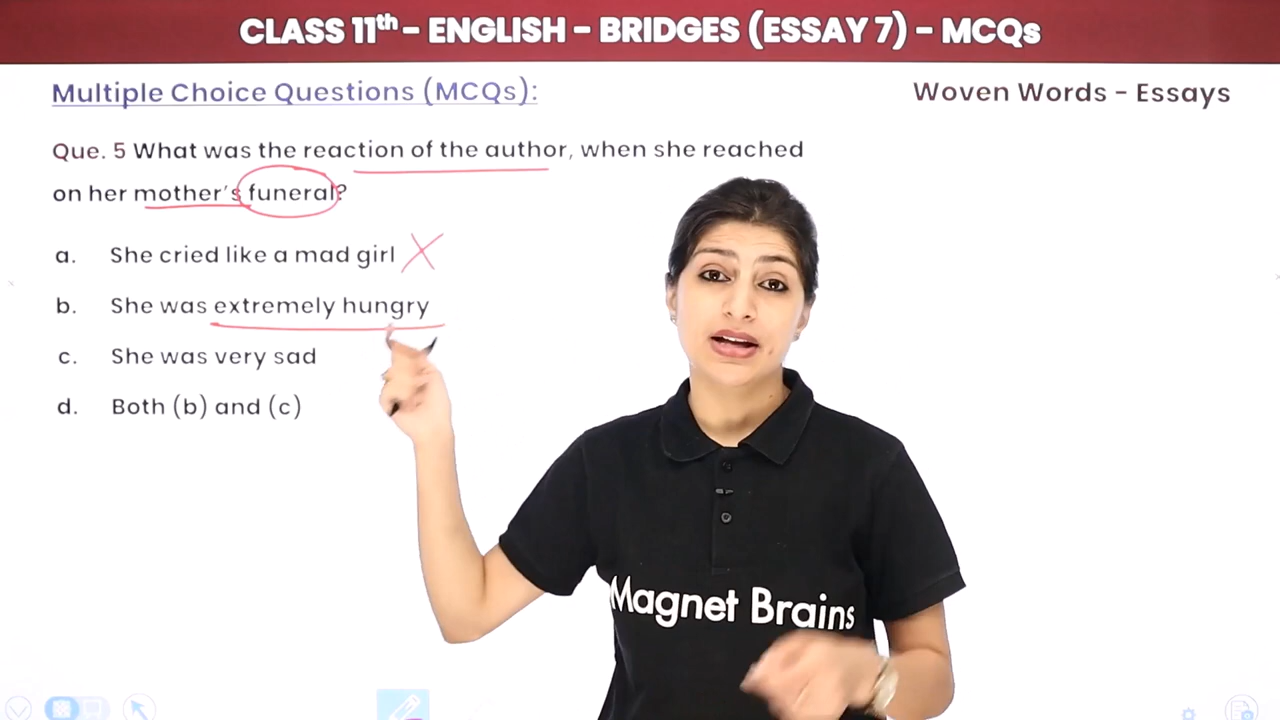 CLASS 11th - ENGLISH - BRIDGES (ESSAY 7) - MCQs
Multiple Choice Questions (MCQs):
Woven Words - Essays
Que. 5 What was the reaction of the author, when she reached
on her mother's funeral?
a. She cried like a mad girl
b. She was extremely hungry
c. She was very sad
d. Both (b) and (c)
Magnet Brains